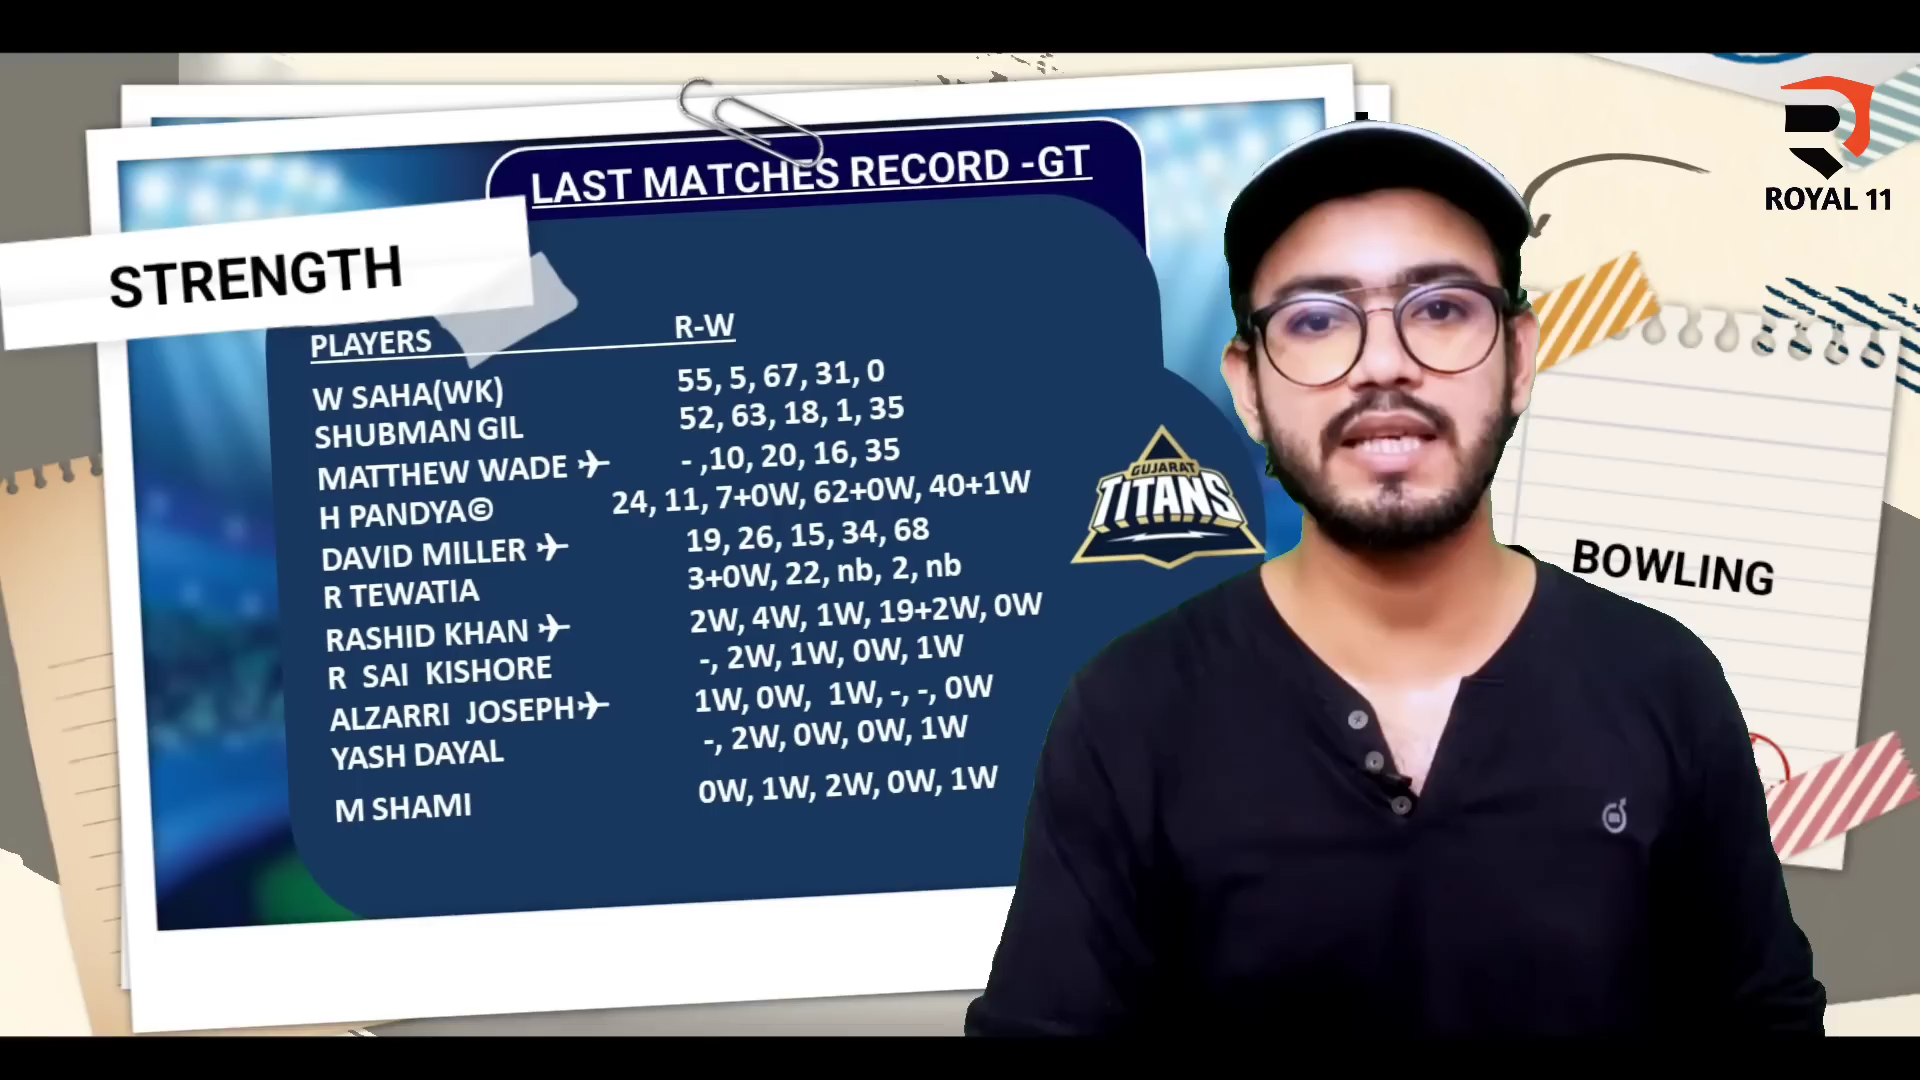 LAST MATCHES RECORD -GT
STRENGTH
PLAYERS R-W
W SAHA(WK) 55, 5, 67, 31, 0
SHUBMAN GIL 52, 63, 18, 1, 35
MATTHEW WADE ✈ - ,10, 20, 16, 35
H PANDYA© 24, 11, 7+0W, 62+0W, 40+1W
DAVID MILLER ✈ 19, 26, 15, 34, 68
R TEWATIA 3+0W, 22, nb, 2, nb
RASHID KHAN ✈ 2W, 4W, 1W, 19+2W, 0W
R SAI KISHORE -, 2W, 1W, 0W, 1W
ALZARRI JOSEPH✈ 1W, 0W, 1W, -, -, 0W
YASH DAYAL -, 2W, 0W, 0W, 1W
M SHAMI 0W, 1W, 2W, 0W, 1W
GUJARAT
TITANS
ROYAL 11
BOWLING